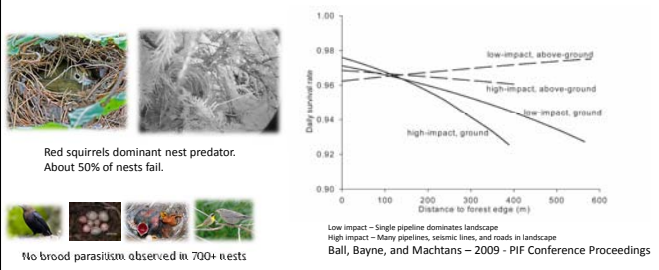 Red squirrels dominant nest predator.
About 50% of nests fail.
No brood parasitism observed in 700+ nests
1.00
0.98
0.96
0.94
0.92
0.90
Daily survival rate
low-impact, above-ground
high-impact, above-ground
low-impact, ground
high-impact, ground
0 100 200 300 400 500 600
Distance to forest edge (m)
Low impact – Single pipeline dominates landscape
High impact – Many pipelines, seismic lines, and roads in landscape
Ball, Bayne, and Machtans – 2009 - PIF Conference Proceedings